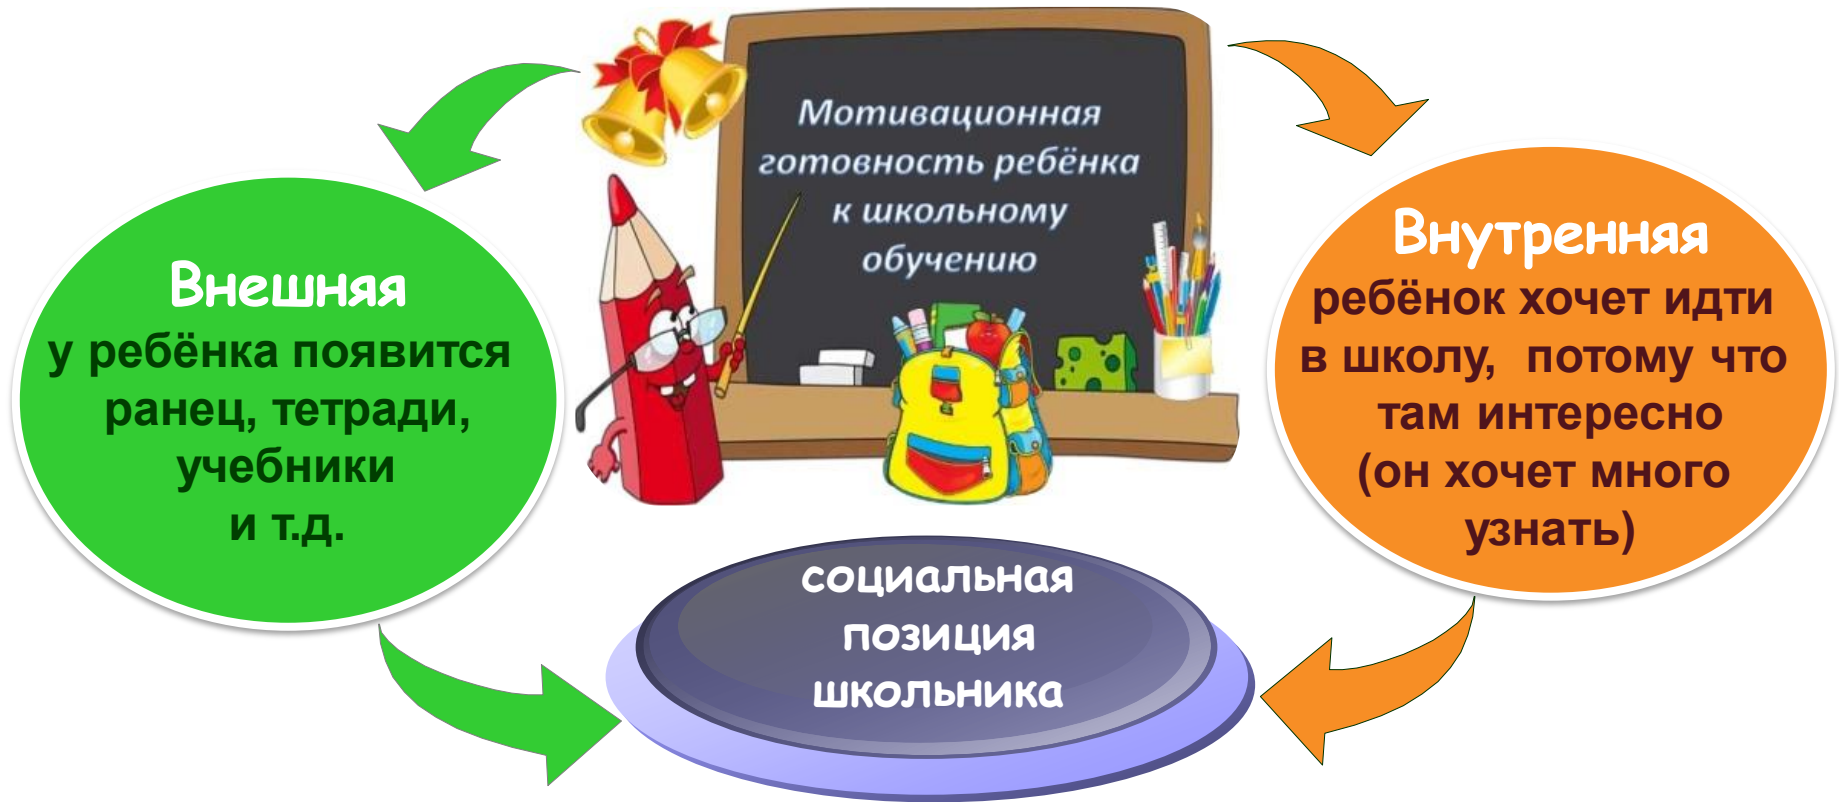 Мотивационная
готовность ребёнка
к школьному
обучению
Внешняя
у ребёнка появится
ранец, тетради,
учебники
и т.д.
Внутренняя
ребёнок хочет идти
в школу, потому что
там интересно
(он хочет много
узнать)
социальная
позиция
школьника